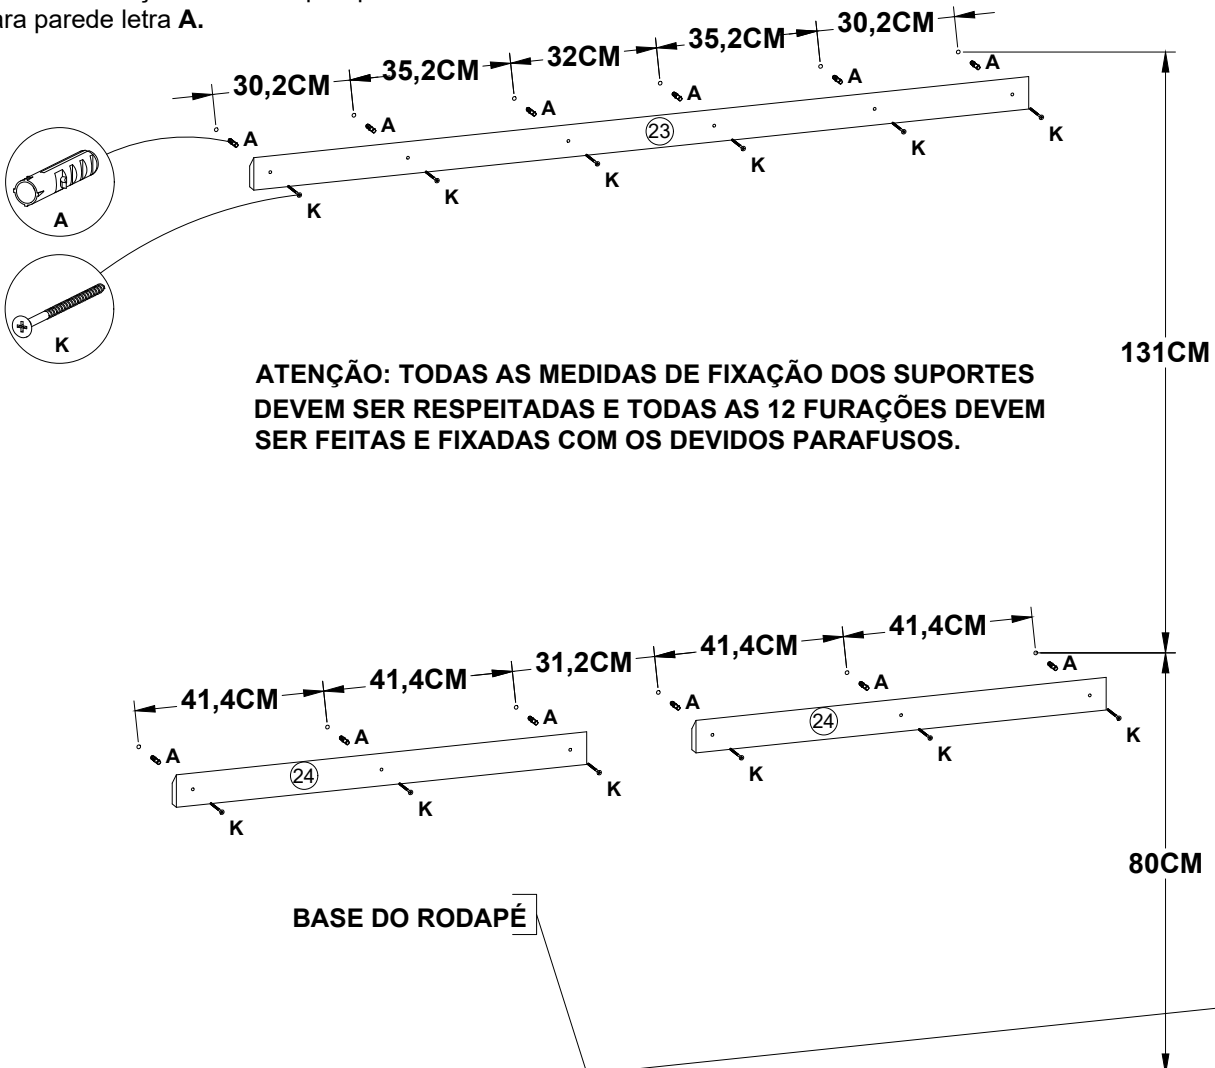 para parede letra A.
30,2CM 35,2CM 32CM 35,2CM 30,2CM
A A A A A A
23
K K K K K K
A
K
131CM
ATENÇÃO: TODAS AS MEDIDAS DE FIXAÇÃO DOS SUPORTES
DEVEM SER RESPEITADAS E TODAS AS 12 FURAÇÕES DEVEM
SER FEITAS E FIXADAS COM OS DEVIDOS PARAFUSOS.
41,4CM 41,4CM 31,2CM 41,4CM 41,4CM
A A A A A A
24 24
K K K K K K
80CM
BASE DO RODAPÉ